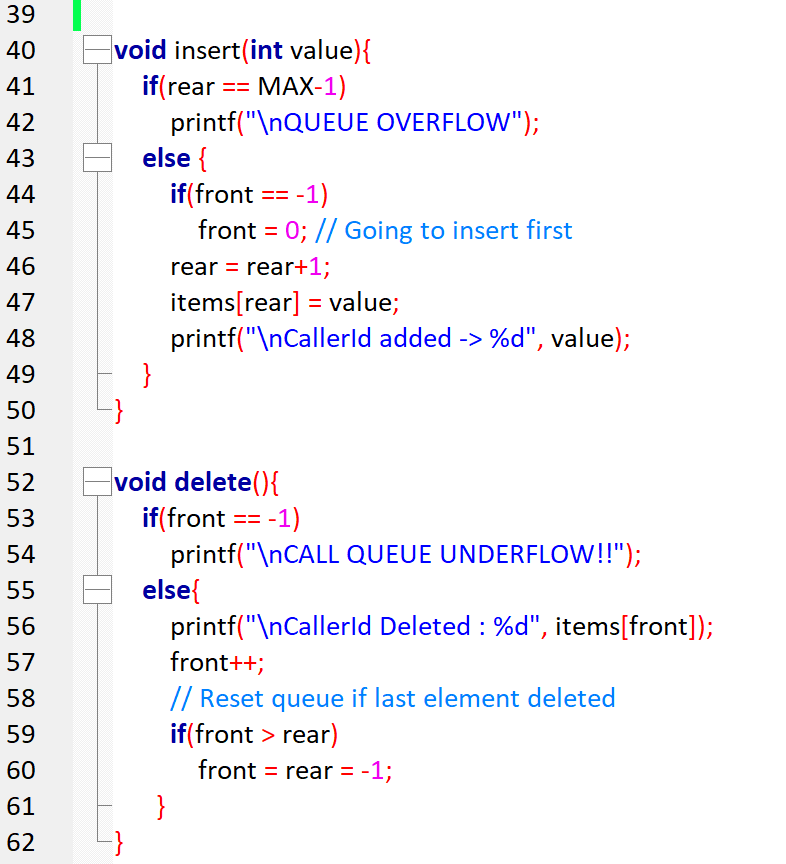 39
40 void insert(int value){
41 if(rear == MAX-1)
42 printf("\nQUEUE OVERFLOW");
43 else {
44 if(front == -1)
45 front = 0; // Going to insert first
46 rear = rear+1;
47 items[rear] = value;
48 printf("\nCallerId added -> %d", value);
49 }
50 }
51
52 void delete(){
53 if(front == -1)
54 printf("\nCALL QUEUE UNDERFLOW!!");
55 else{
56 printf("\nCallerId Deleted : %d", items[front]);
57 front++;
58 // Reset queue if last element deleted
59 if(front > rear)
60 front = rear = -1;
61 }
62 }